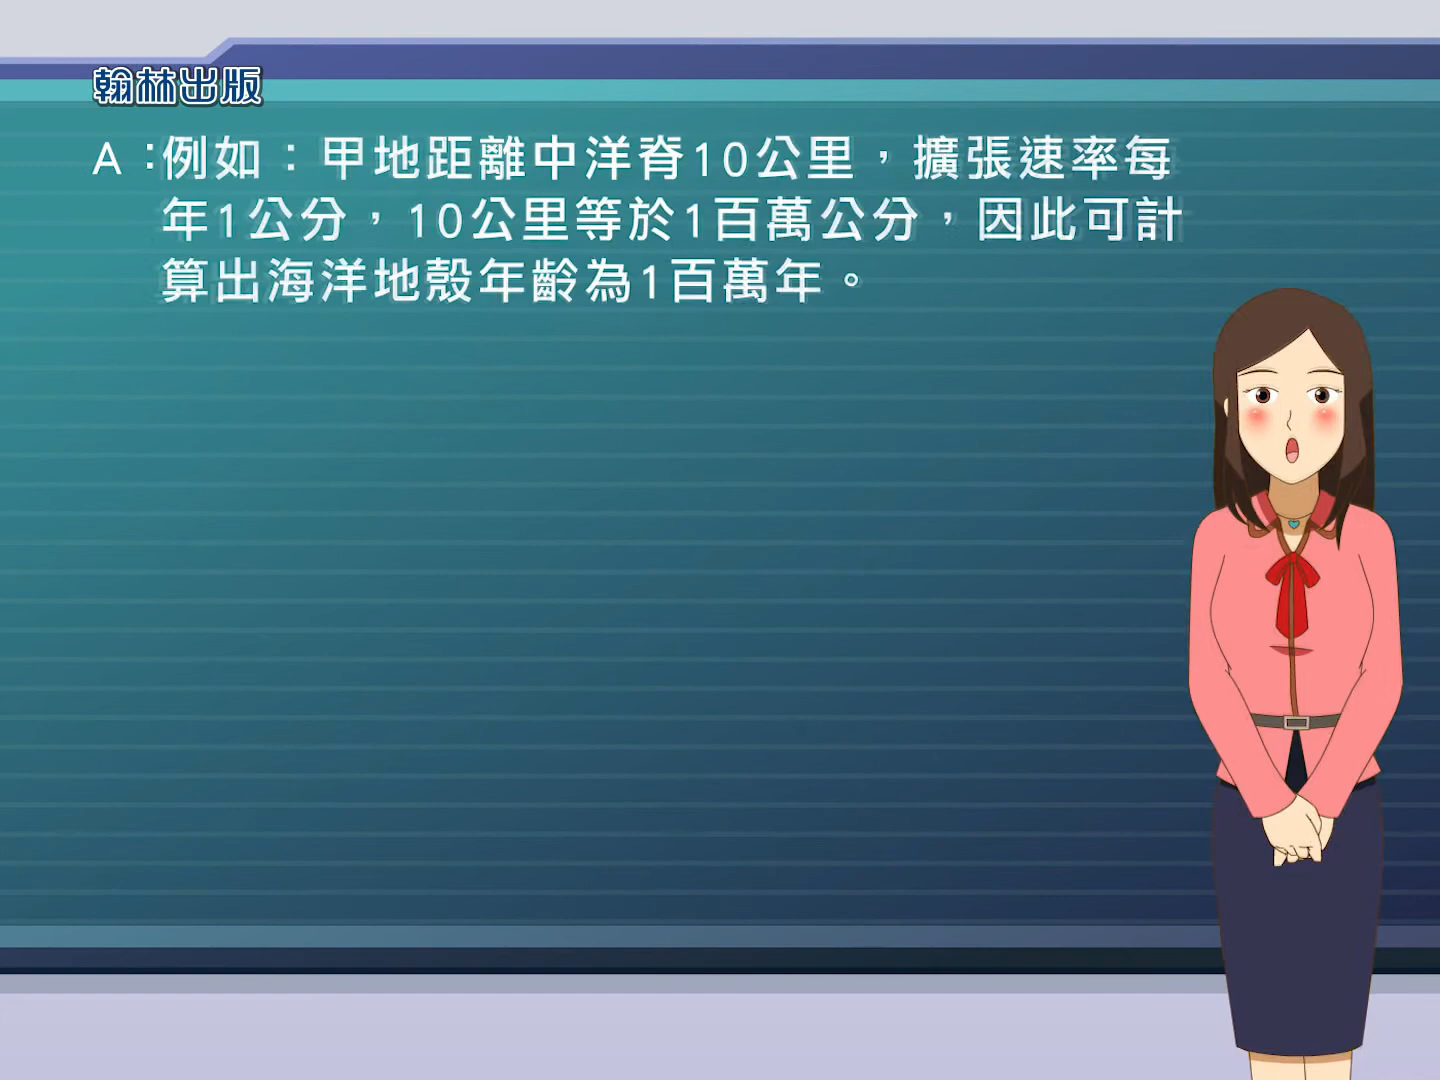 翰林出版
A：例如：甲地距離中洋脊10公里，擴張速率每
年1公分，10公里等於1百萬公分，因此可計
算出海洋地殼年齡為1百萬年。